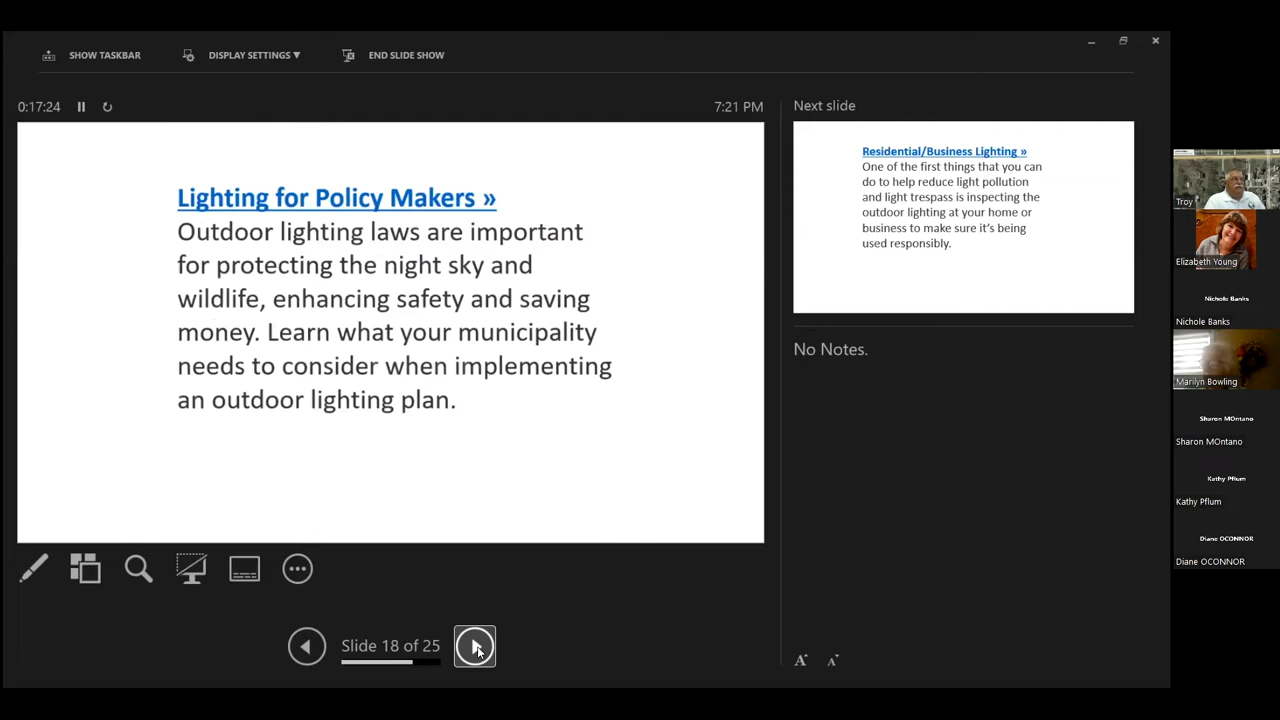 SHOW TASKBAR
DISPLAY SETTINGS ▼
END SLIDE SHOW
0:17:24
7:21 PM
Lighting for Policy Makers »
Outdoor lighting laws are important
for protecting the night sky and
wildlife, enhancing safety and saving
money. Learn what your municipality
needs to consider when implementing
an outdoor lighting plan.
Slide 18 of 25
Next slide
Residential/Business Lighting »
One of the first things that you can
do to help reduce light pollution
and light trespass is inspecting the
outdoor lighting at your home or
business to make sure it’s being
used responsibly.
No Notes.
A
A
Troy
Elizabeth Young
Nichole Banks
Nichole Banks
Marilyn Bowling
Sharon MOntano
Sharon MOntano
Kathy Pflum
Kathy Pflum
Diane OCONNOR
Diane OCONNOR